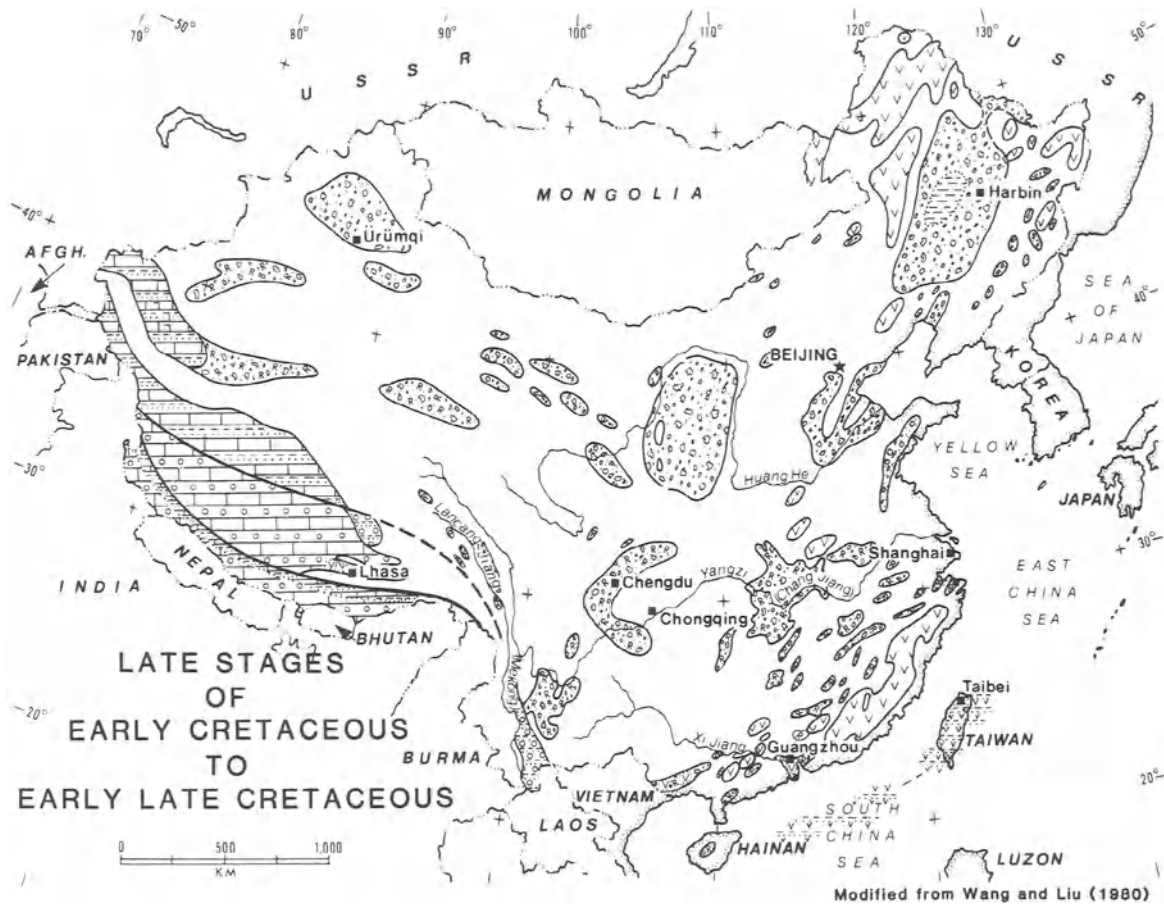 70°
50°
80°
90°
100°
110°
120°
130°
50°
U S S R
U S S R
MONGOLIA
Harbin
Ürümqi
40°
AFGH.
SEA
OF
JAPAN
40°
PAKISTAN
BEIJING
KOREA
30°
YELLOW
SEA
Huang He
JAPAN
Lancang Jiang
Shanghai
30°
NEPAL
Lhasa
INDIA
Chengdu
Yangzi
(Chang Jiang)
EAST
CHINA
SEA
Chongqing
BHUTAN
LATE STAGES
OF
EARLY CRETACEOUS
TO
EARLY LATE CRETACEOUS
(Mekong)
Taibei
20°
TAIWAN
Xi Jiang
Guangzhou
BURMA
VIETNAM
20°
LAOS
SOUTH
CHINA
SEA
HAINAN
LUZON
0 500 1,000
KM
Modified from Wang and Liu (1980)